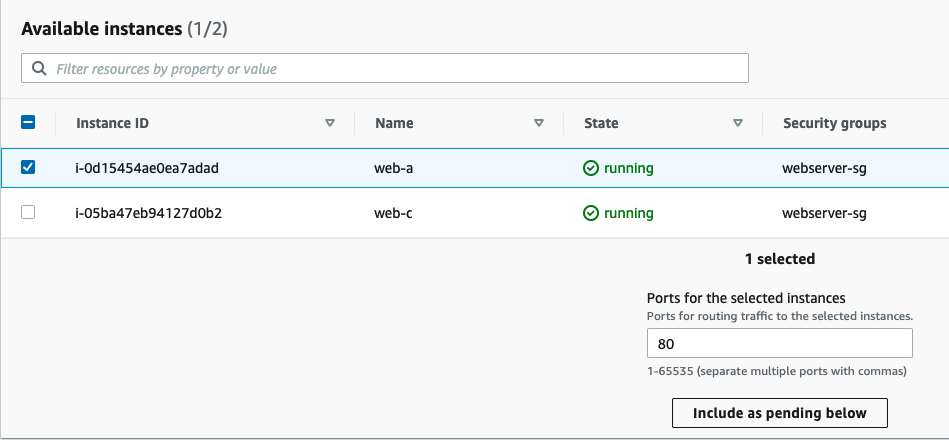 Available instances (1/2)
Filter resources by property or value
Instance ID Name State Security groups
i-0d15454ae0ea7adad web-a running webserver-sg
i-05ba47eb94127d0b2 web-c running webserver-sg
1 selected
Ports for the selected instances
Ports for routing traffic to the selected instances.
80
1-65535 (separate multiple ports with commas)
Include as pending below